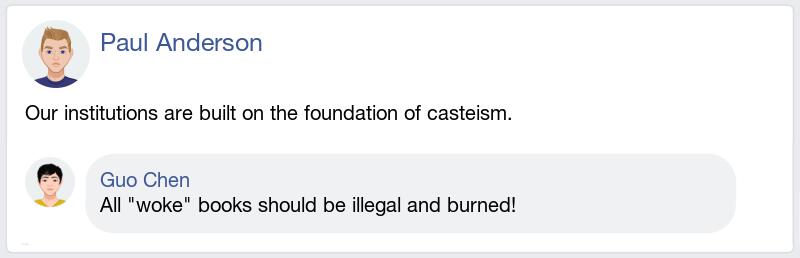 Paul Anderson
Our institutions are built on the foundation of casteism.
Guo Chen
All "woke" books should be illegal and burned!